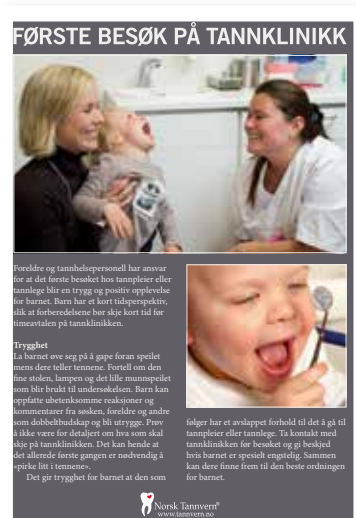 FØRSTE BESØK PÅ TANNKLINIKK
Foreldre og tannhelsepersonell har ansvar
for at det første besøket hos tannpleier eller
tannlege blir en trygg og positiv opplevelse
for barnet. Barn har et kort tidsperspektiv,
slik at forberedelsene bør skje kort tid før
timeavtalen på tannklinikken.
Trygghet
La barnet øve seg på å gape foran speilet
mens dere teller tennene. Fortell om den
fine stolen, lampen og det lille munnspeilet
som blir brukt til undersøkelsen. Barn kan
oppfatte ubetenksomme reaksjoner og
kommentarer fra søsken, foreldre og andre
som dobbeltbudskap og bli utrygge. Prøv
å ikke være for detaljert om hva som skal
skje på tannklinikken. Det kan hende at
det allerede første gangen er nødvendig å
«pirke litt i tennene».
Det gir trygghet for barnet at den som
følger har et avslappet forhold til det å gå til
tannpleier eller tannlege. Ta kontakt med
tannklinikken før besøket og gi beskjed
hvis barnet er spesielt engstelig. Sammen
kan dere finne frem til den beste ordningen
for barnet.
Norsk Tannvern®
www.tannvern.no